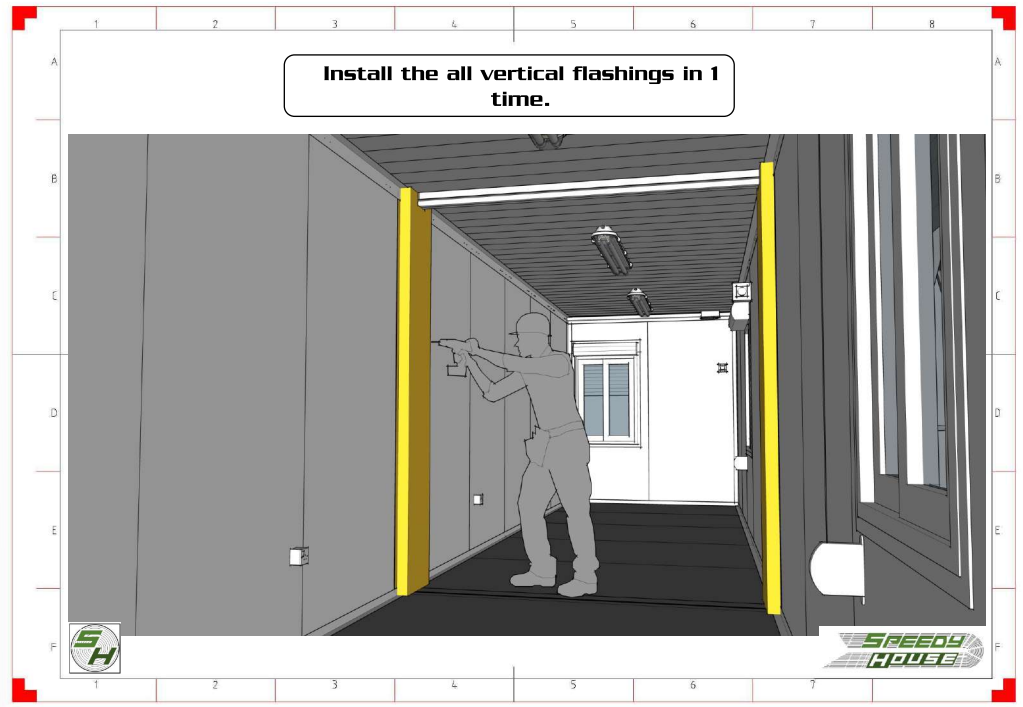 1 2 3 4 5 6 7 8
A A
Install the all vertical flashings in 1
time.
B B
C C
D D
E E
F F
SH
SPEEDY
HOUSE
1 2 3 4 5 6 7